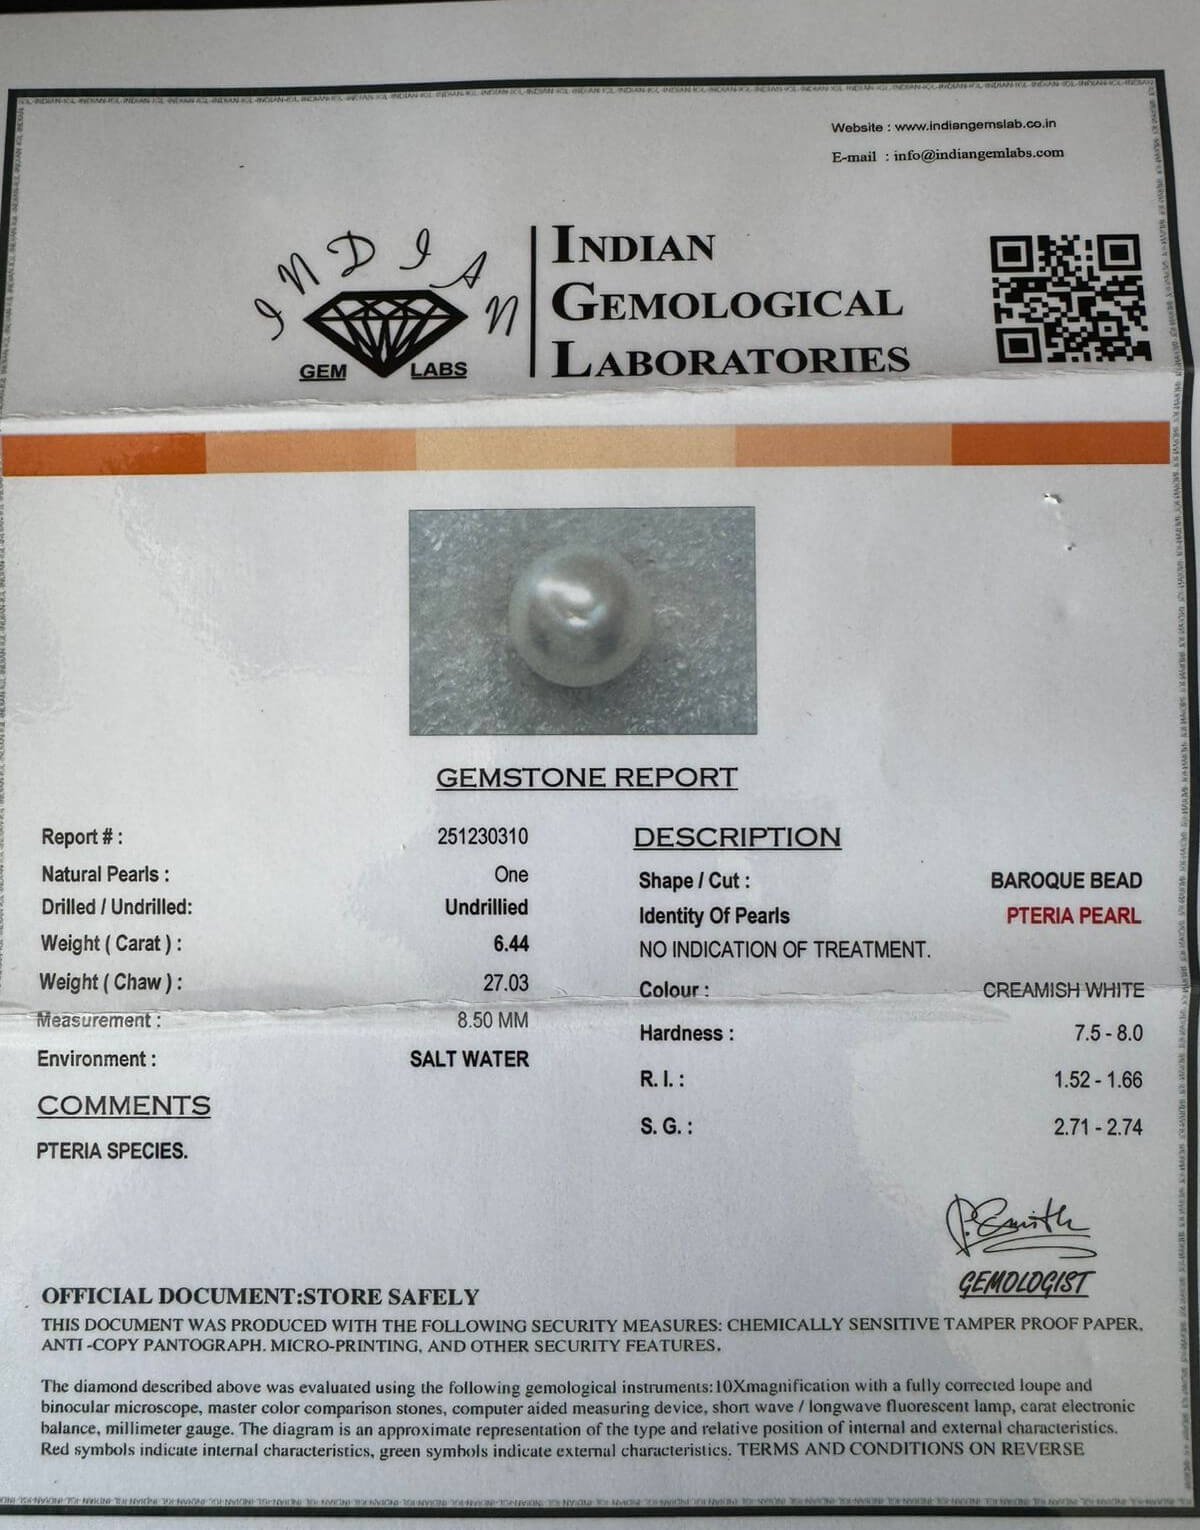 Website : www.indiangemslab.co.in
E-mail : info@indiangemlabs.com
INDIAN
GEM LABS
INDIAN
GEMOLOGICAL
LABORATORIES
GEMSTONE REPORT
Report # : 251230310
Natural Pearls : One
Drilled / Undrilled: Undrillied
Weight ( Carat ) : 6.44
Weight ( Chaw ) : 27.03
Measurement : 8.50 MM
Environment : SALT WATER
COMMENTS
PTERIA SPECIES.
DESCRIPTION
Shape / Cut : BAROQUE BEAD
Identity Of Pearls PTERIA PEARL
NO INDICATION OF TREATMENT.
Colour : CREAMISH WHITE
Hardness : 7.5 - 8.0
R. I. : 1.52 - 1.66
S. G. : 2.71 - 2.74
P. Smith
GEMOLOGIST
OFFICIAL DOCUMENT:STORE SAFELY
THIS DOCUMENT WAS PRODUCED WITH THE FOLLOWING SECURITY MEASURES: CHEMICALLY SENSITIVE TAMPER PROOF PAPER,
ANTI -COPY PANTOGRAPH. MICRO-PRINTING, AND OTHER SECURITY FEATURES.
The diamond described above was evaluated using the following gemological instruments:10Xmagnification with a fully corrected loupe and
binocular microscope, master color comparison stones, computer aided measuring device, short wave / longwave fluorescent lamp, carat electronic
balance, millimeter gauge. The diagram is an approximate representation of the type and relative position of internal and external characteristics.
Red symbols indicate internal characteristics, green symbols indicate external characteristics. TERMS AND CONDITIONS ON REVERSE